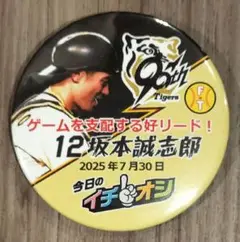 90th
Tigers
FT
ゲームを支配する好リード！
12 坂本誠志郎
2025年7月30日
今日の
イチオシ